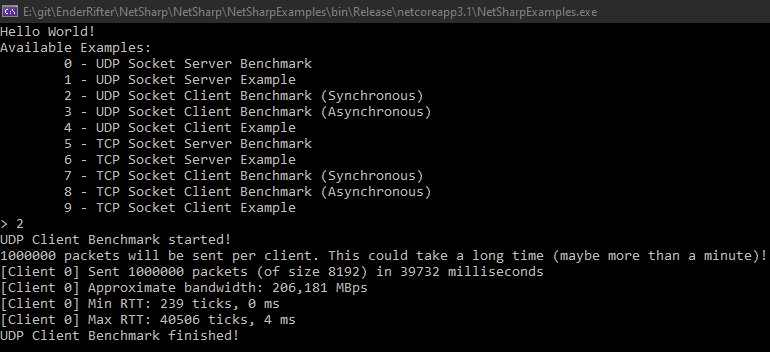 E:\git\EnderRifter\NetSharp\NetSharp\NetSharpExamples\bin\Release\netcoreapp3.1\NetSharpExamples.exe
Hello World!
Available Examples:
0 - UDP Socket Server Benchmark
1 - UDP Socket Server Example
2 - UDP Socket Client Benchmark (Synchronous)
3 - UDP Socket Client Benchmark (Asynchronous)
4 - UDP Socket Client Example
5 - TCP Socket Server Benchmark
6 - TCP Socket Server Example
7 - TCP Socket Client Benchmark (Synchronous)
8 - TCP Socket Client Benchmark (Asynchronous)
9 - TCP Socket Client Example
> 2
UDP Client Benchmark started!
1000000 packets will be sent per client. This could take a long time (maybe more than a minute)!
[Client 0] Sent 1000000 packets (of size 8192) in 39732 milliseconds
[Client 0] Approximate bandwidth: 206,181 MBps
[Client 0] Min RTT: 239 ticks, 0 ms
[Client 0] Max RTT: 40506 ticks, 4 ms
UDP Client Benchmark finished!